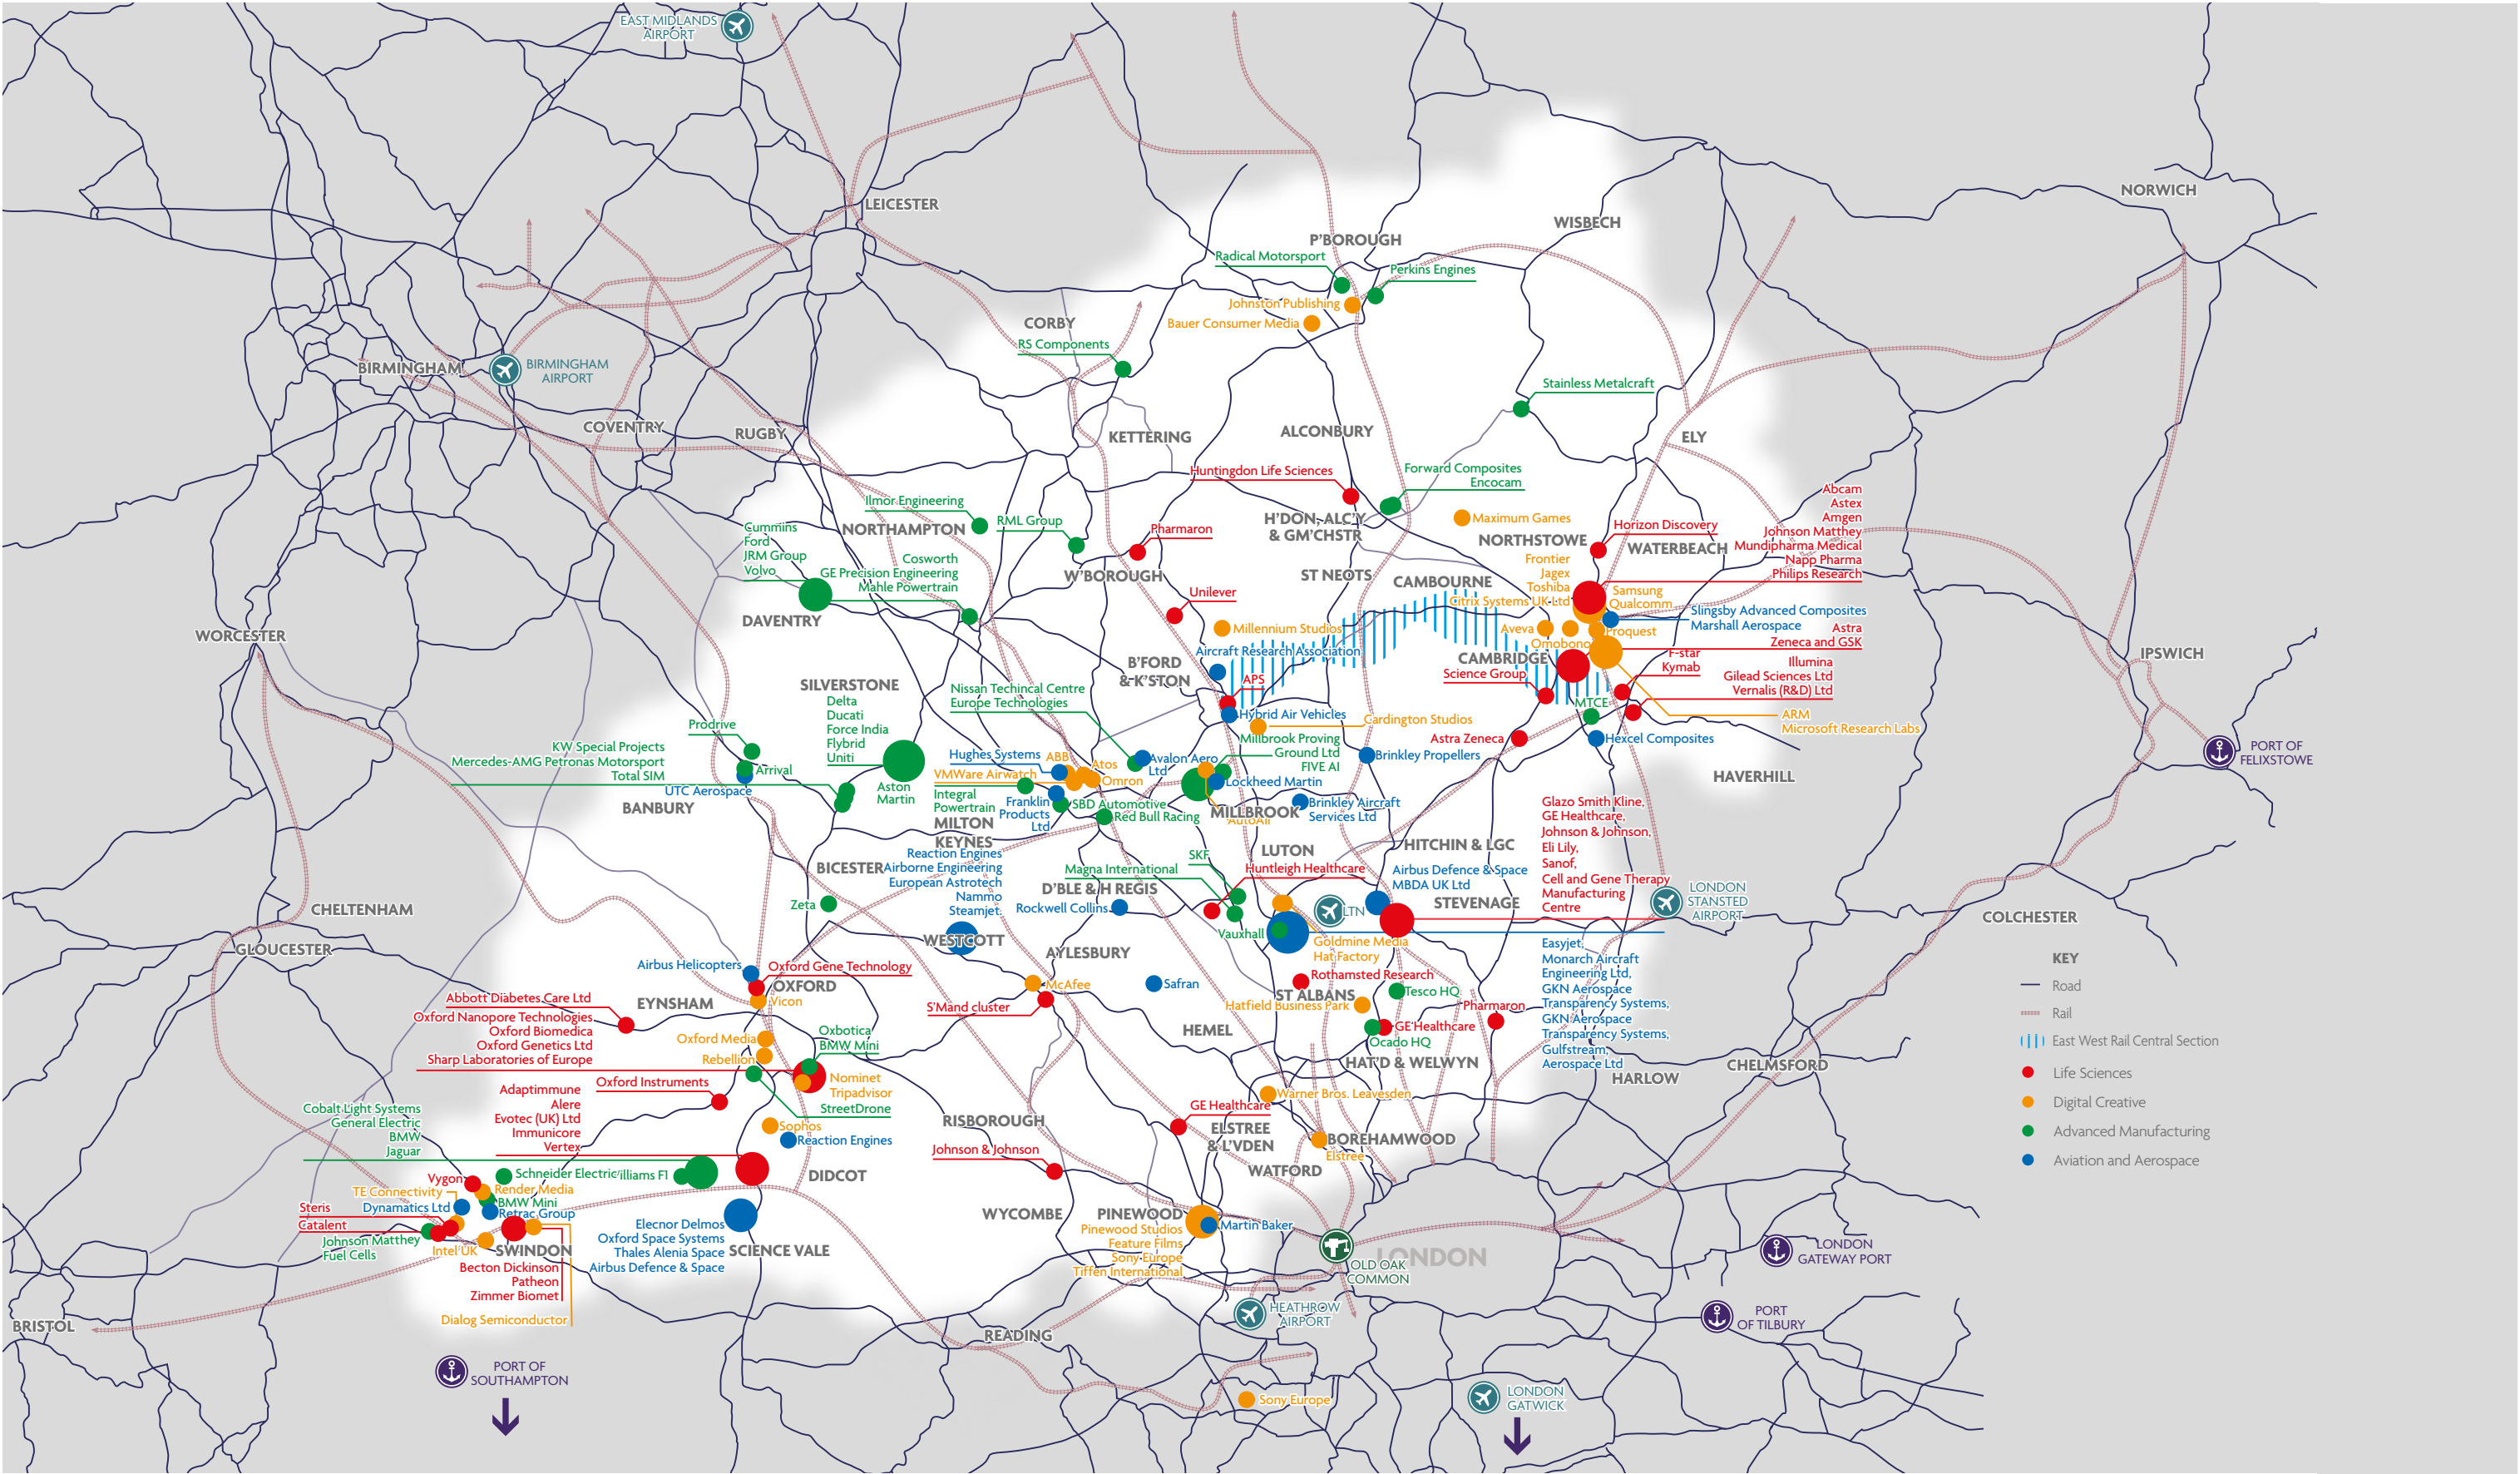 EAST MIDLANDS
AIRPORT
LEICESTER
NORWICH
WISBECH
P'BOROUGH
Radical Motorsport
Perkins Engines
Johnston Publishing
Bauer Consumer Media
CORBY
RS Components
BIRMINGHAM
BIRMINGHAM
AIRPORT
Stainless Metalcraft
COVENTRY
RUGBY
KETTERING
ALCONBURY
ELY
Huntingdon Life Sciences
Forward Composites
Encocam
Abcam
Astex
Amgen
Johnson Matthey
Mundipharma Medical
Napp Pharma
Philips Research
Ilmor Engineering
RML Group
NORTHAMPTON
Pharmaron
H'DON, ALC'Y
& GM'CHSTR
Maximum Games
NORTHSTOWE
Horizon Discovery
WATERBEACH
Cummins
Ford
JRM Group
Volvo
Cosworth
GE Precision Engineering
Mahle Powertrain
W'BOROUGH
ST NEOTS
CAMBOURNE
Frontier
Jagex
Toshiba
Citrix Systems UK Ltd
Samsung
Qualcomm
Unilever
DAVENTRY
Slingsby Advanced Composites
Marshall Aerospace
Astra
Zeneca and GSK
WORCESTER
Millennium Studios
Aveva
Proquest
Omobono
Aircraft Research Association
B'FORD
& K'STON
CAMBRIDGE
Science Group
F-star
Kymab
Illumina
Gilead Sciences Ltd
Vernalis (R&D) Ltd
IPSWICH
SILVERSTONE
Delta
Ducati
Force India
Flybrid
Uniti
Aston
Martin
Nissan Techincal Centre
Europe Technologies
APS
Hybrid Air Vehicles
Cardington Studios
MTCE
ARM
Microsoft Research Labs
Prodrive
KW Special Projects
Mercedes-AMG Petronas Motorsport
Total SIM
Arrival
UTC Aerospace
BANBURY
Hughes Systems
ABB
VMWare Airwatch
Atos
Omron
Avalon Aero
Ltd
Millbrook Proving
Ground Ltd
FIVE AI
Lockheed Martin
Brinkley Propellers
Astra Zeneca
Hexcel Composites
PORT OF
FELIXSTOWE
HAVERHILL
Integral
Powertrain
Franklin
Products
Ltd
SBD Automotive
Red Bull Racing
MILLBROOK
AutoAir
Brinkley Aircraft
Services Ltd
MILTON
KEYNES
Glazo Smith Kline,
GE Healthcare,
Johnson & Johnson,
Eli Lily,
Sanof,
Cell and Gene Therapy
Manufacturing
Centre
BICESTER
Reaction Engines
Airborne Engineering
European Astrotech
Nammo
Steamjet
SKF
Magna International
LUTON
Huntleigh Healthcare
HITCHIN & LGC
Airbus Defence & Space
MBDA UK Ltd
STEVENAGE
D'BLE & H REGIS
Rockwell Collins
LTN
LONDON
STANSTED
AIRPORT
COLCHESTER
CHELTENHAM
GLOUCESTER
Zeta
Vauxhall
WESTCOTT
AYLESBURY
Goldmine Media
Hat Factory
Easyjet,
Monarch Aircraft
Engineering Ltd,
GKN Aerospace
Transparency Systems,
GKN Aerospace
Transparency Systems,
Gulfstream,
Aerospace Ltd
Airbus Helicopters
Oxford Gene Technology
OXFORD
Vicon
EYNSHAM
McAfee
S'Mand cluster
Safran
Rothamsted Research
ST ALBANS
Hatfield Business Park
Tesco HQ
Pharmaron
GE Healthcare
Ocado HQ
HAT'D & WELWYN
Abbott Diabetes Care Ltd
Oxford Nanopore Technologies
Oxford Biomedica
Oxford Genetics Ltd
Sharp Laboratories of Europe
Oxford Media
Rebellion
Oxbotica
BMW Mini
HEMEL
Nominet
Tripadvisor
StreetDrone
Oxford Instruments
Warner Bros. Leavesden
HARLOW
CHELMSFORD
KEY
Road
Rail
East West Rail Central Section
Life Sciences
Digital Creative
Advanced Manufacturing
Aviation and Aerospace
Adaptimmune
Alere
Evotec (UK) Ltd
Immunicore
Vertex
Cobalt Light Systems
General Electric
BMW
Jaguar
Sophos
Reaction Engines
RISBOROUGH
GE Healthcare
ELSTREE
& L'VDEN
BOREHAMWOOD
Elstree
WATFORD
Johnson & Johnson
DIDCOT
Vygon
Schneider Electric
illiams F1
TE Connectivity
Render Media
BMW Mini
Dynamatics Ltd
Retrac Group
Steris
Catalent
Johnson Matthey
Fuel Cells
Intel UK
SWINDON
Becton Dickinson
Patheon
Zimmer Biomet
Dialog Semiconductor
Elecnor Delmos
Oxford Space Systems
Thales Alenia Space
Airbus Defence & Space
SCIENCE VALE
WYCOMBE
PINEWOOD
Pinewood Studios
Feature Films
Sony Europe
Tiffen International
Martin Baker
LONDON
OLD OAK
COMMON
HEATHROW
AIRPORT
LONDON
GATEWAY PORT
PORT
OF TILBURY
BRISTOL
READING
PORT OF
SOUTHAMPTON
Sony Europe
LONDON
GATWICK